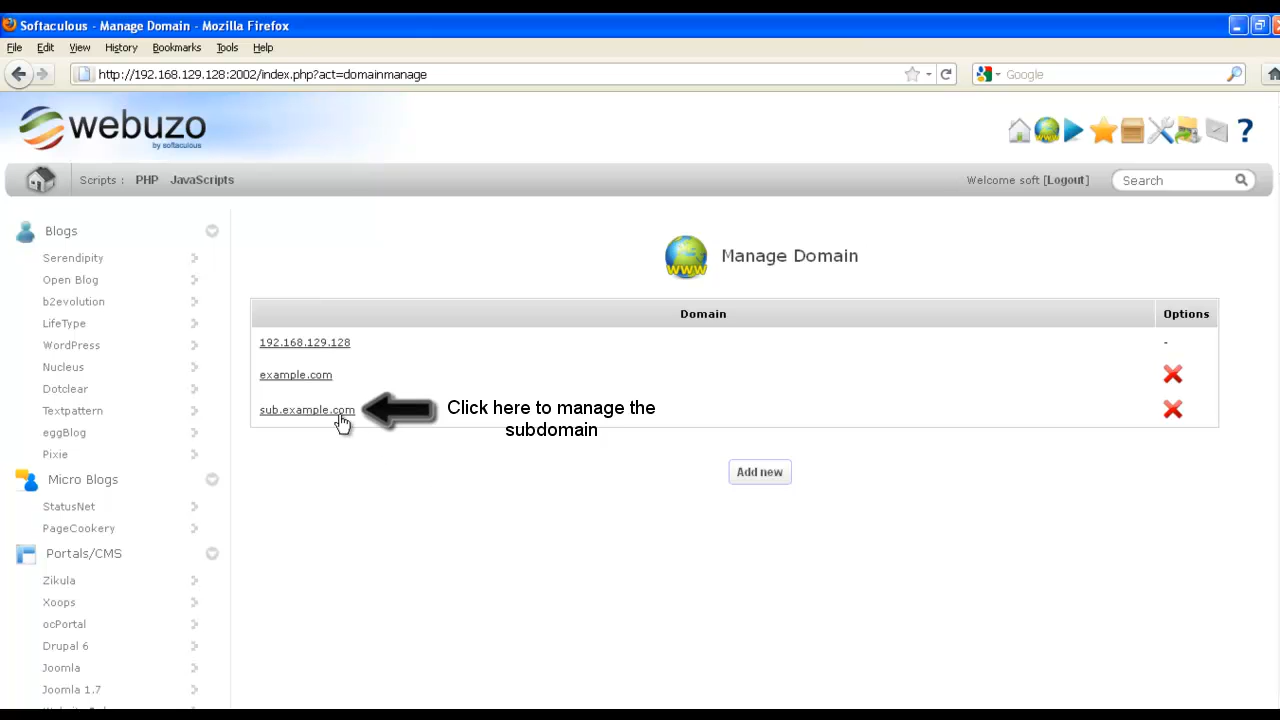 Softaculous - Manage Domain - Mozilla Firefox
File Edit View History Bookmarks Tools Help
http://192.168.129.128:2002/index.php?act=domainmanage
Google
webuzo
by softaculous
?
Scripts : PHP JavaScripts
Welcome soft [Logout]
Search
Blogs
Serendipity
Open Blog
b2evolution
LifeType
WordPress
Nucleus
Dotclear
Textpattern
eggBlog
Pixie
Micro Blogs
StatusNet
PageCookery
Portals/CMS
Zikula
Xoops
ocPortal
Drupal 6
Joomla
Joomla 1.7
WWW
Manage Domain
Domain Options
192.168.129.128 -
example.com
sub.example.com
Click here to manage the
subdomain
Add new